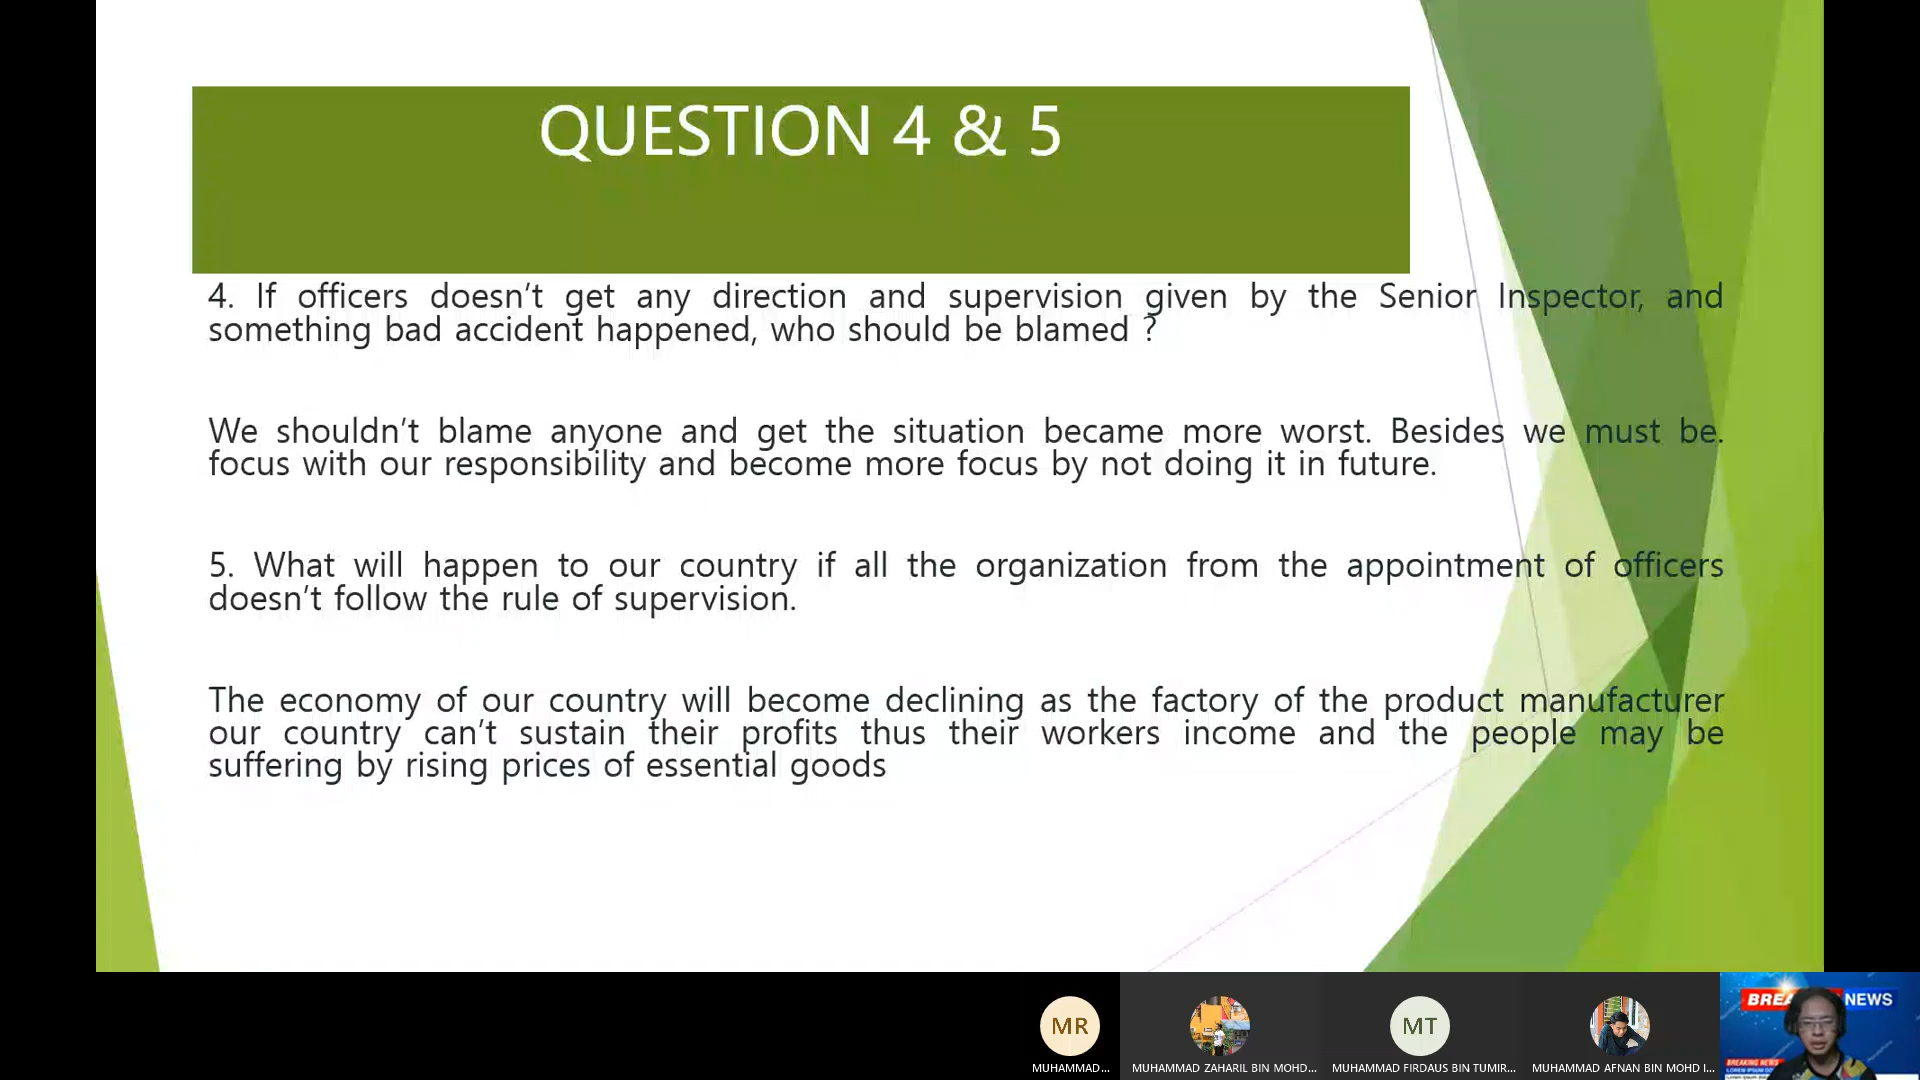 QUESTION 4 & 5
4. If officers doesn’t get any direction and supervision given by the Senior Inspector, and
something bad accident happened, who should be blamed ?
We shouldn’t blame anyone and get the situation became more worst. Besides we must be.
focus with our responsibility and become more focus by not doing it in future.
5. What will happen to our country if all the organization from the appointment of officers
doesn’t follow the rule of supervision.
The economy of our country will become declining as the factory of the product manufacturer
our country can’t sustain their profits thus their workers income and the people may be
suffering by rising prices of essential goods
MR
MT
MUHAMMAD...
MUHAMMAD ZAHARIL BIN MOHD...
MUHAMMAD FIRDAUS BIN TUMIR...
MUHAMMAD AFNAN BIN MOHD I...
NEWS
BREAKING NEWS